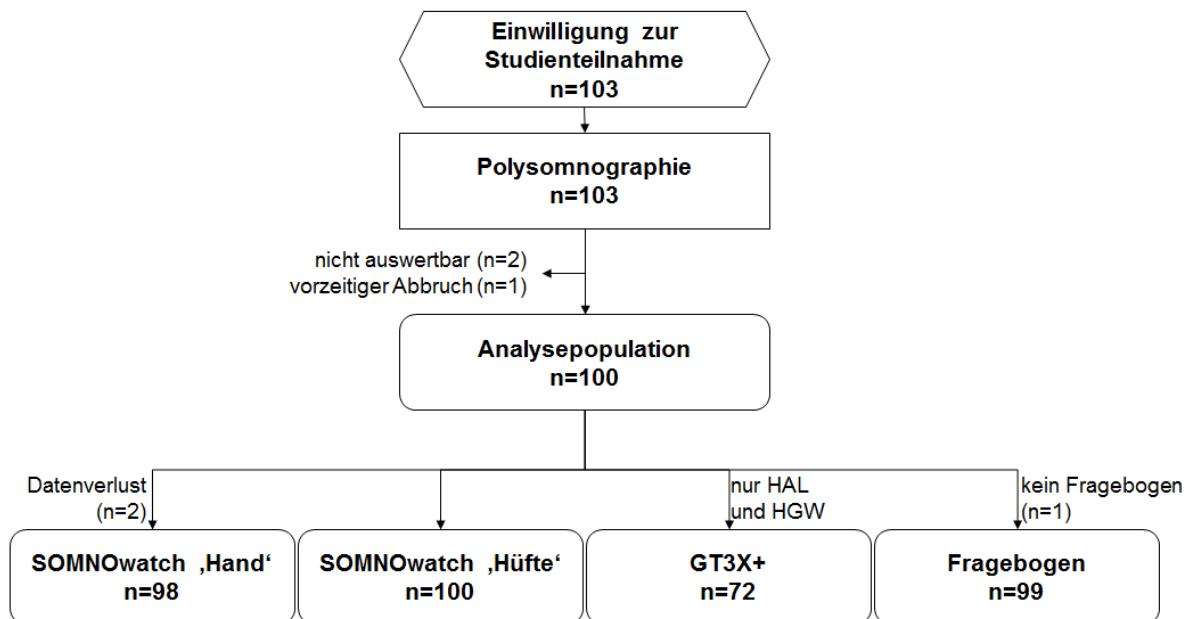 Einwilligung zur
Studienteilnahme
n=103
Polysomnographie
n=103
nicht auswertbar (n=2)
vorzeitiger Abbruch (n=1)
Analysepopulation
n=100
Datenverlust
(n=2)
nur HAL
und HGW
kein Fragebogen
(n=1)
SOMNOwatch ‚Hand‘
n=98
SOMNOwatch ‚Hüfte‘
n=100
GT3X+
n=72
Fragebogen
n=99